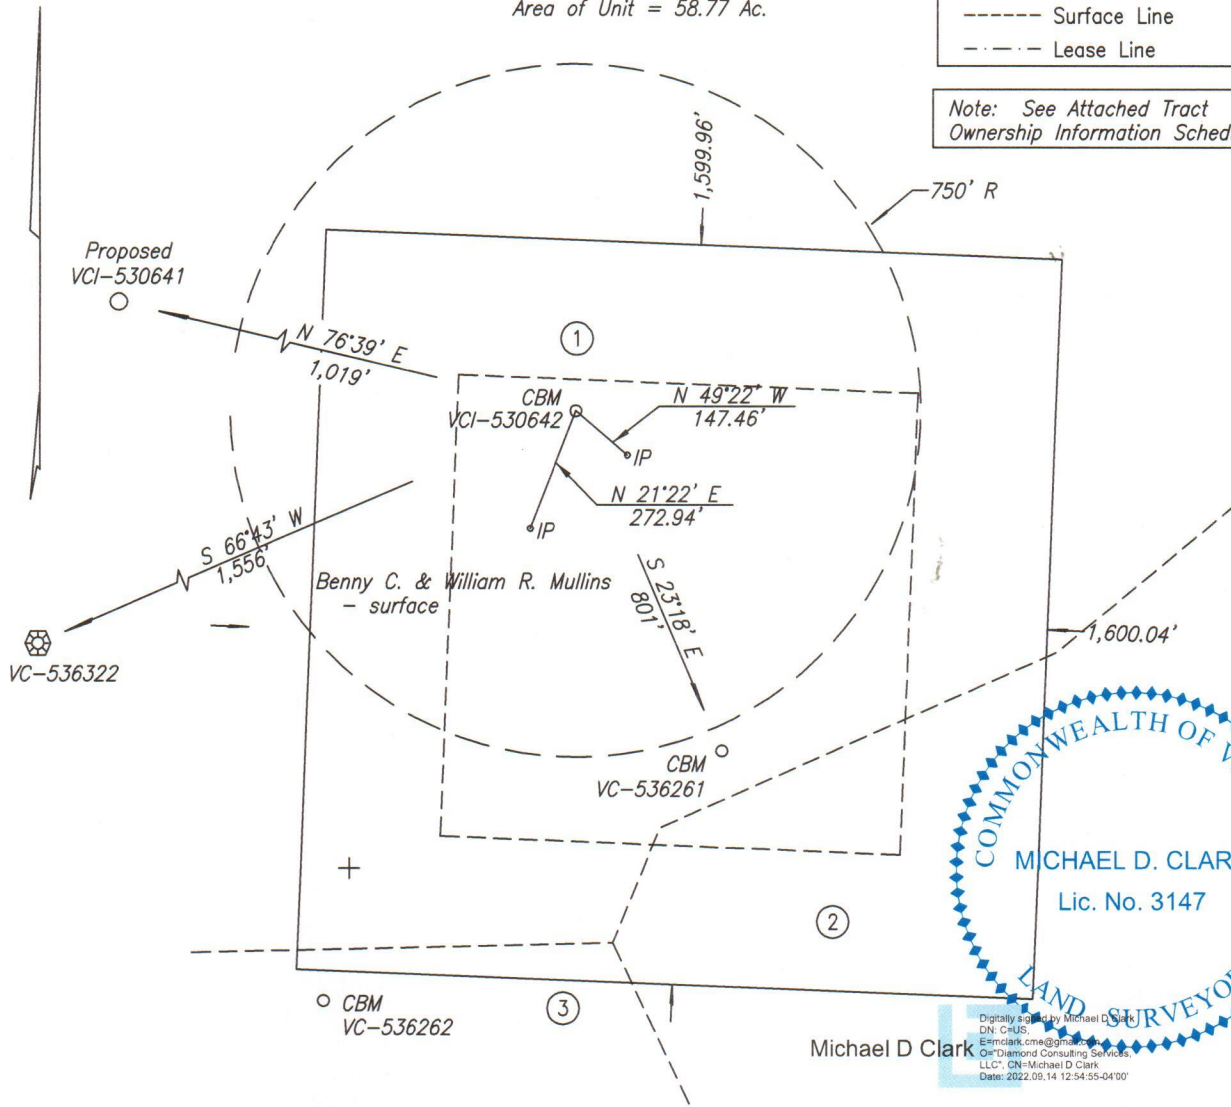 Area of Unit = 58.77 Ac.
Surface Line
Lease Line
Note: See Attached Tract
Ownership Information Sched
1,599.96'
750' R
Proposed
VCI-530641
N 76°39' E
1,019'
1
CBM
VCI-530642
N 49°22' W
147.46'
IP
N 21°22' E
272.94'
IP
S 66°43' W
1,556'
Benny C. & William R. Mullins
- surface
S 23°18' E
801'
VC-536322
1,600.04'
CBM
VC-536261
COMMONWEALTH OF V
MICHAEL D. CLAR
Lic. No. 3147
LAND SURVEYO
2
CBM
VC-536262
3
Michael D Clark
Digitally signed by Michael D Clark
DN: C=US,
E=mclark.cme@gmail.com,
O="Diamond Consulting Services,
LLC", CN=Michael D Clark
Date: 2022.09.14 12:54:55-04'00'